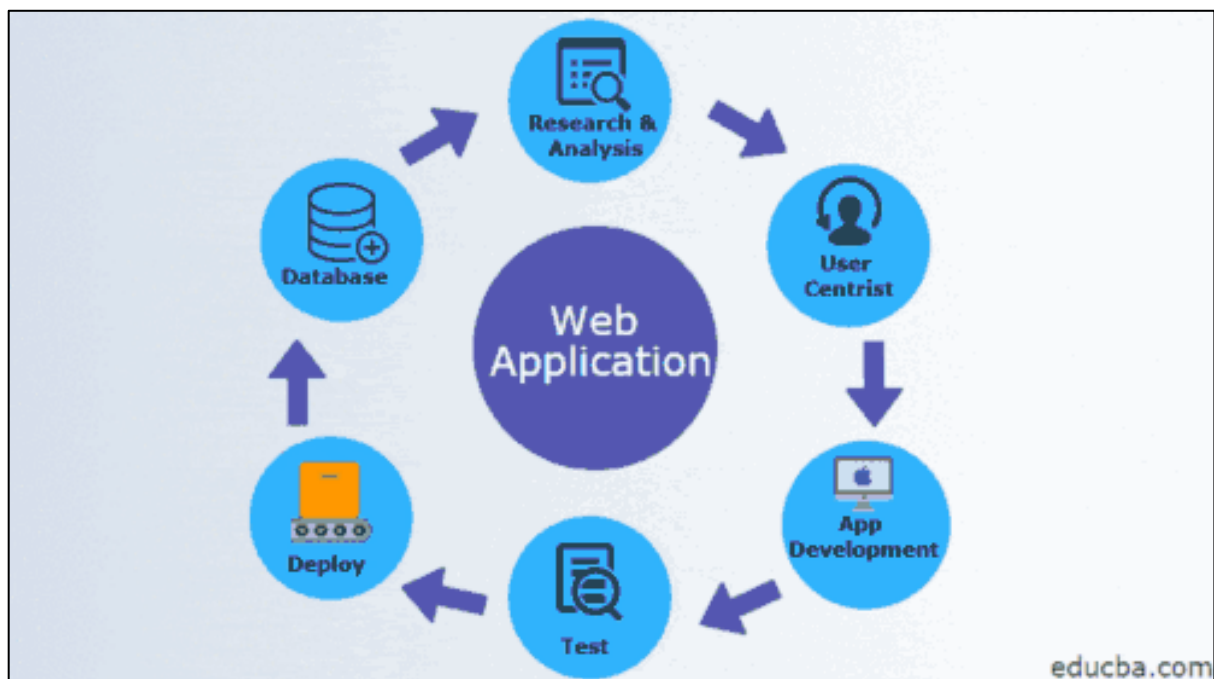 Research &
Analysis
User
Centrist
App
Development
Test
Deploy
Database
Web
Application
educba.com